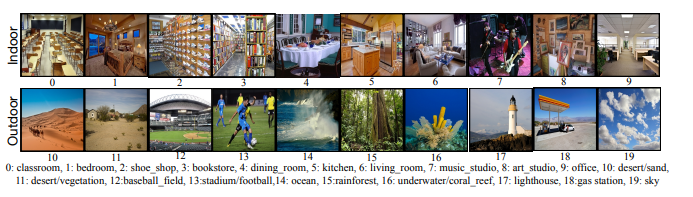 Indoor
0 1 2 3 4 5 6 7 8 9
Outdoor
10 11 12 13 14 15 16 17 18 19
0: classroom, 1: bedroom, 2: shoe_shop, 3: bookstore, 4: dining_room, 5: kitchen, 6: living_room, 7: music_studio, 8: art_studio, 9: office, 10: desert/sand,
11: desert/vegetation, 12:baseball_field, 13:stadium/football,14: ocean, 15:rainforest, 16: underwater/coral_reef, 17: lighthouse, 18:gas station, 19: sky